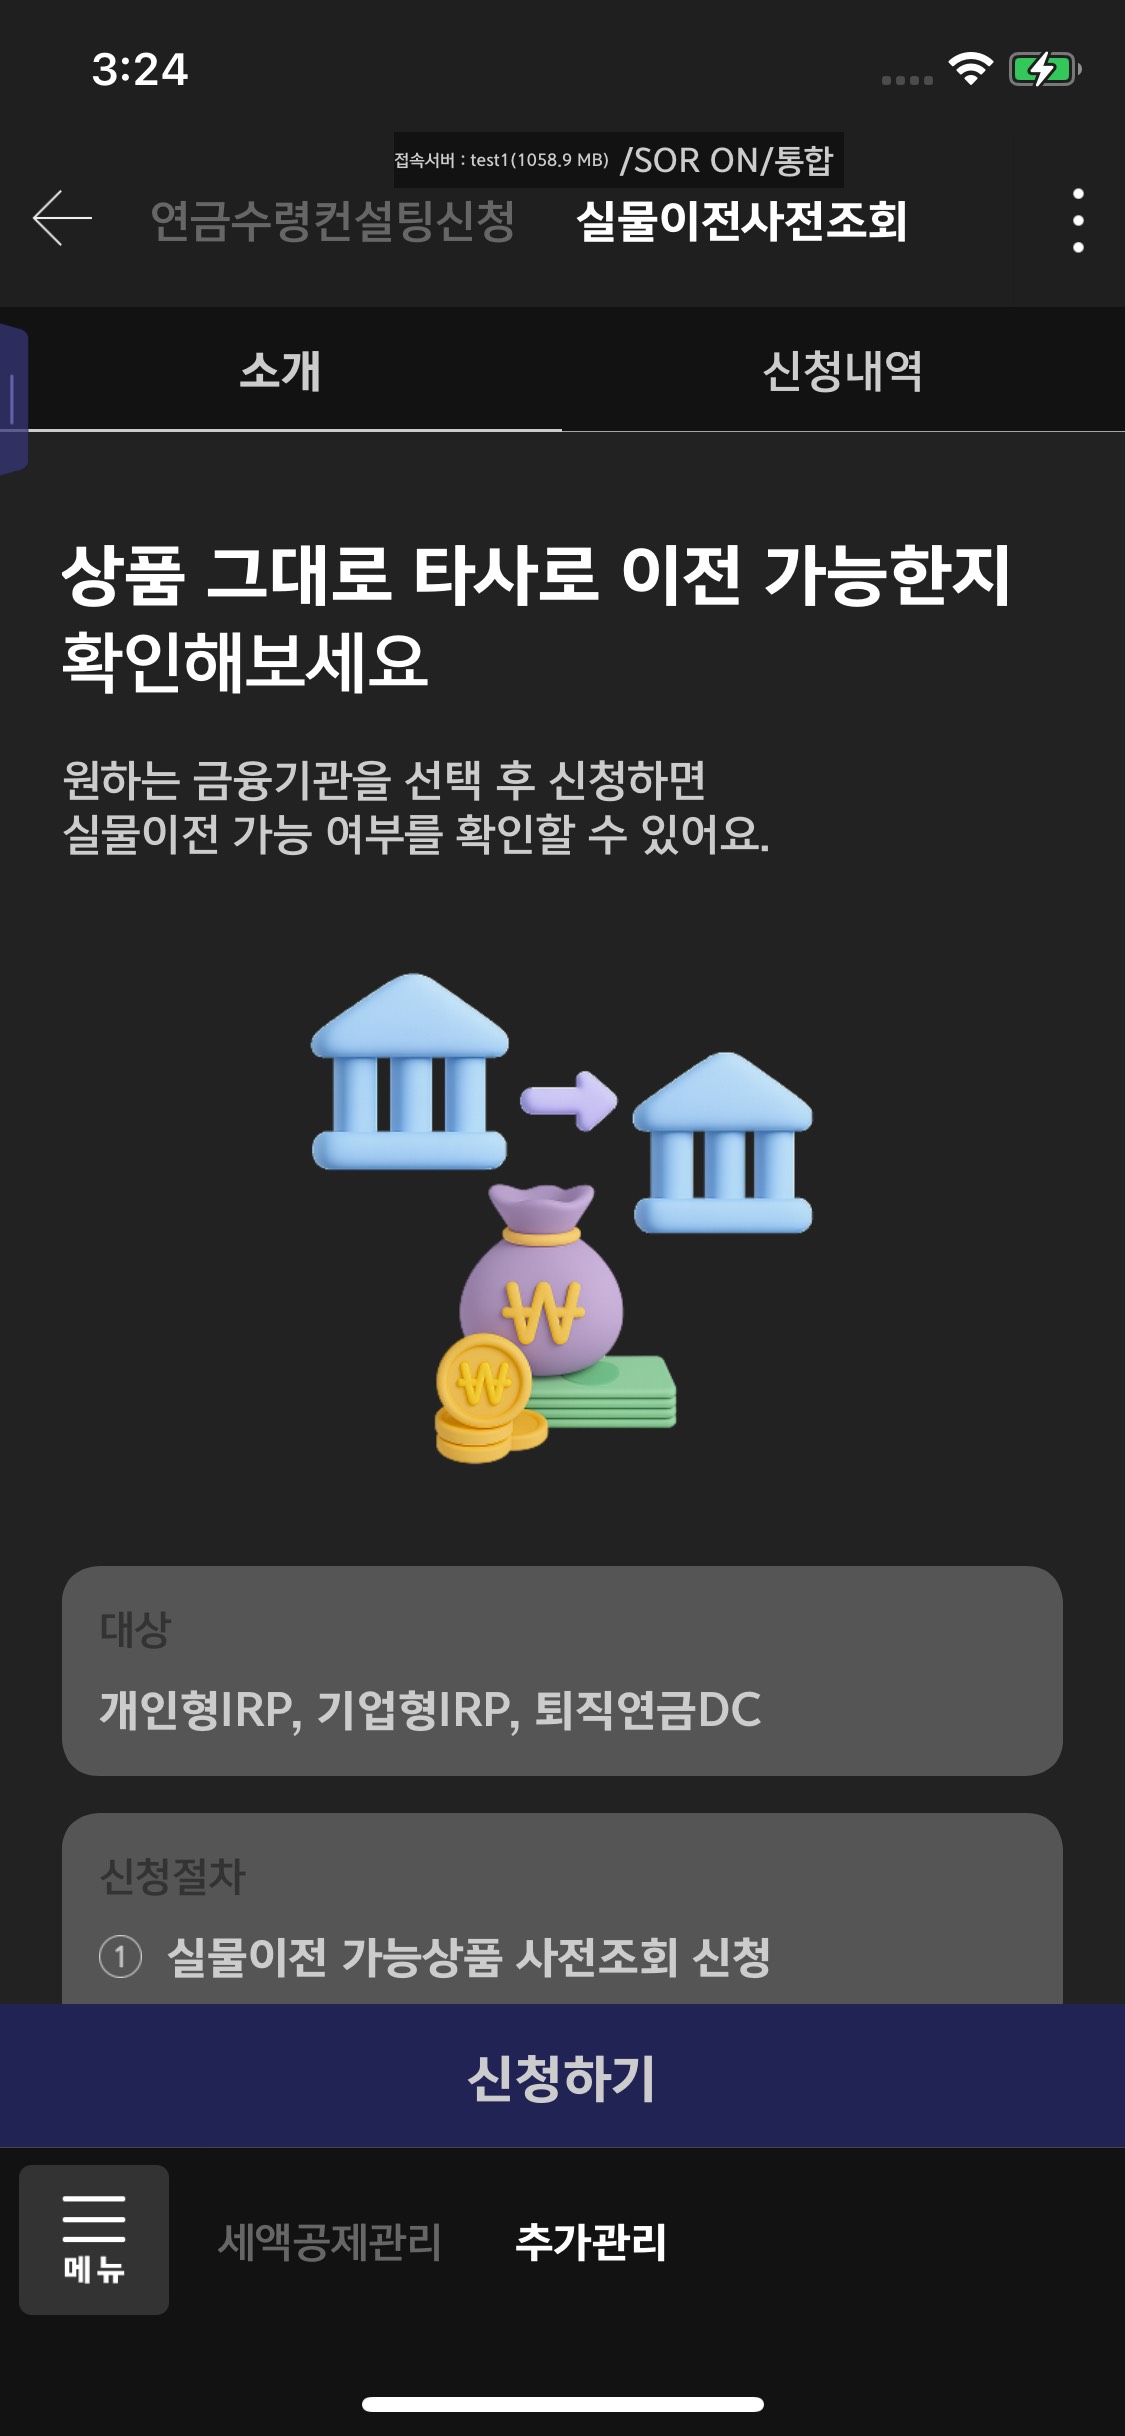 3:24
접속서버 : test1(1058.9 MB) /SOR ON/통합
연금수령컨설팅신청 실물이전사전조회
소개 신청내역
상품 그대로 타사로 이전 가능한지
확인해보세요
원하는 금융기관을 선택 후 신청하면
실물이전 가능 여부를 확인할 수 있어요.
₩
₩
대상
개인형IRP, 기업형IRP, 퇴직연금DC
신청절차
① 실물이전 가능상품 사전조회 신청
신청하기
메뉴 세액공제관리 추가관리